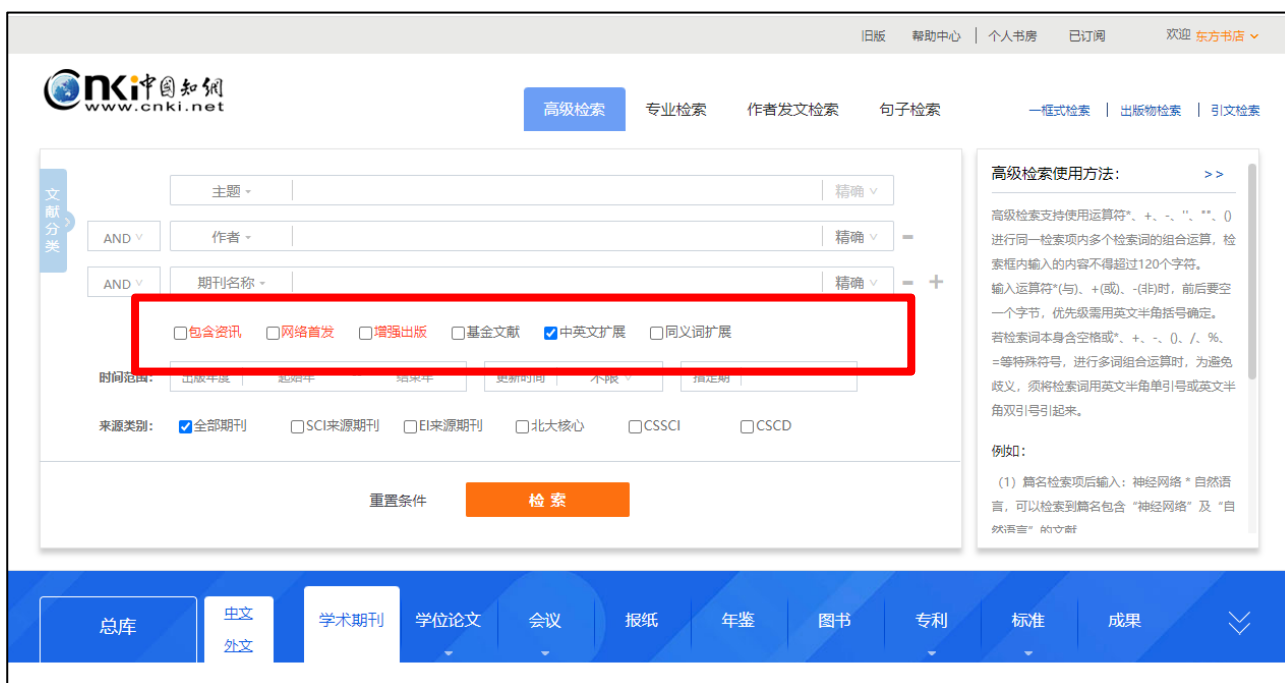 旧版 帮助中心 | 个人书房 已订阅 欢迎 东方书店
Cnki中国知网
www.cnki.net
高级检索 专业检索 作者发文检索 句子检索 一框式检索 | 出版物检索 | 引文检索
文献分类
主题 精确
AND 作者 精确 -
AND 期刊名称 精确 - +
包含资讯 网络首发 增强出版 基金文献 中英文扩展 同义词扩展
时间范围: 出版年度 起始年 结束年 更新时间 不限 指定期
来源类别: 全部期刊 SCI来源期刊 EI来源期刊 北大核心 CSSCI CSCD
重置条件 检索
高级检索使用方法: >>
高级检索支持使用运算符*、+、-、''、""、()
进行同一检索项内多个检索词的组合运算，检
索框内输入的内容不得超过120个字符。
输入运算符*(与)、+(或)、-(非)时，前后要空
一个字节，优先级需用英文半角括号确定。
若检索词本身含空格或*、+、-、()、/、%、
=等特殊符号，进行多词组合运算时，为避免
歧义，须将检索词用英文半角单引号或英文半
角双引号引起来。
例如：
（1）篇名检索项后输入：神经网络 * 自然语
言，可以检索到篇名包含“神经网络”及“自
然语言”的文献
总库 中文 学术期刊 学位论文 会议 报纸 年鉴 图书 专利 标准 成果
外文